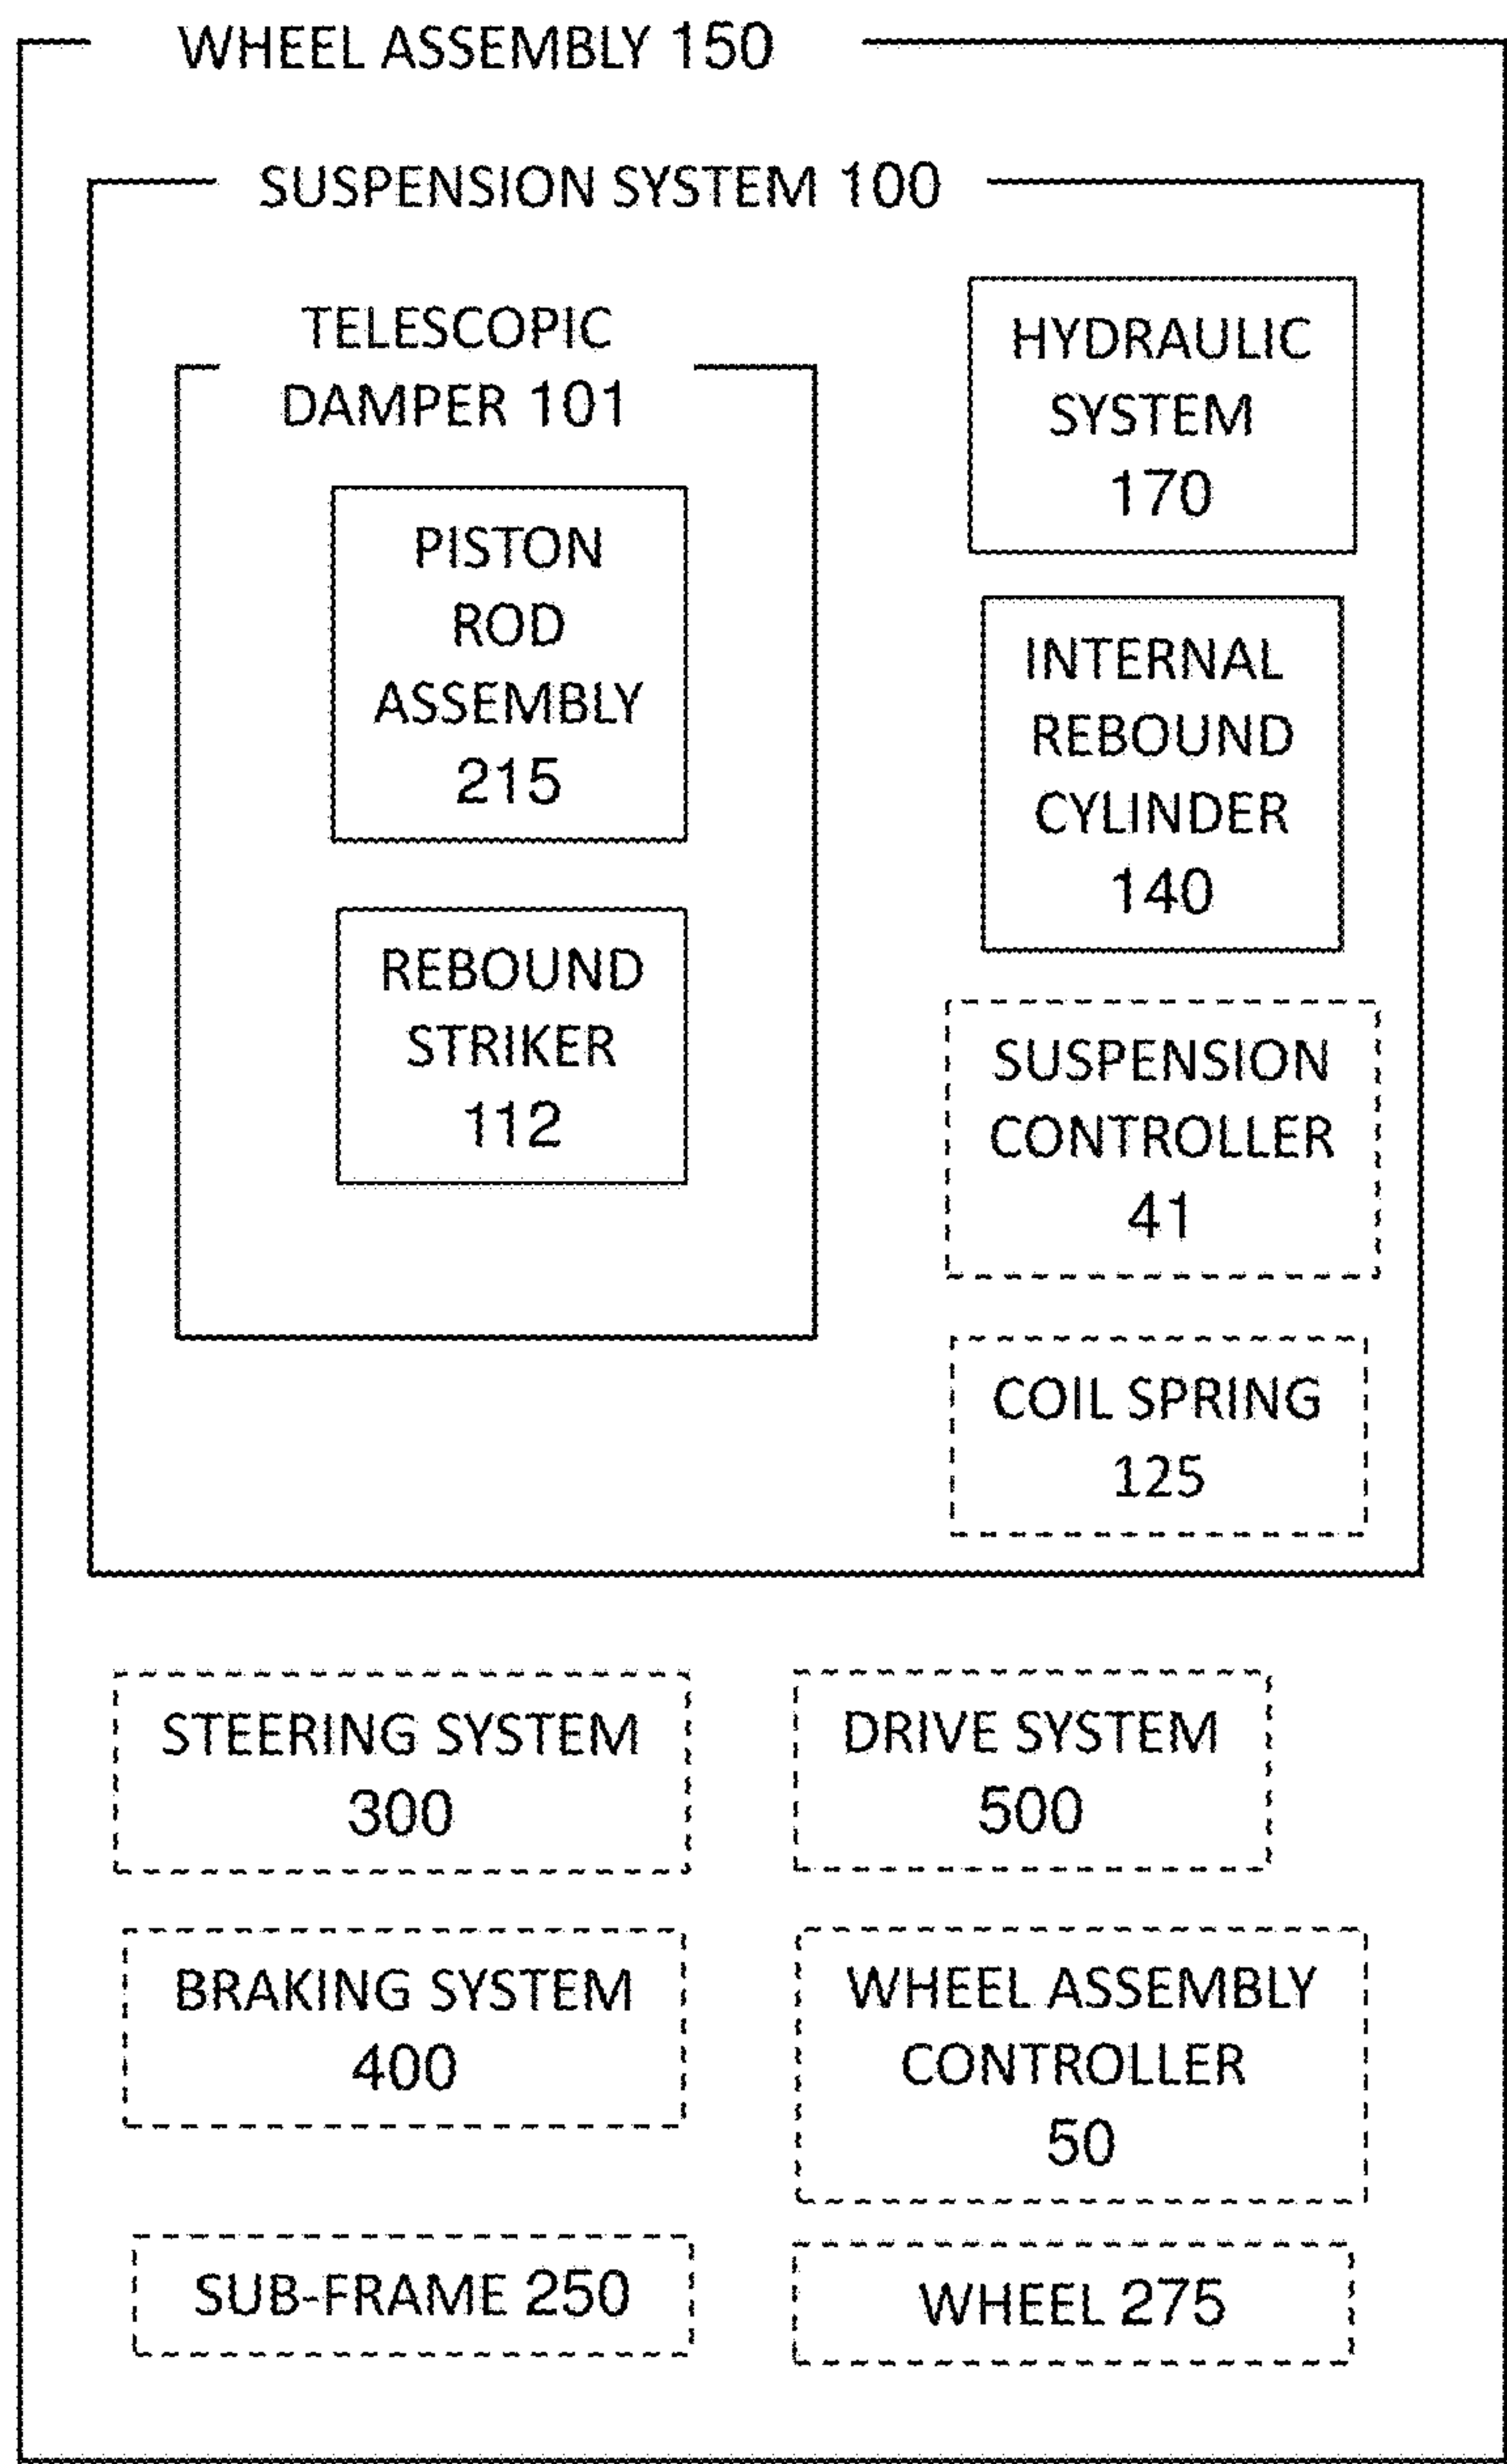 WHEEL ASSEMBLY 150
SUSPENSION SYSTEM 100
TELESCOPIC
DAMPER 101
PISTON
ROD
ASSEMBLY
215
REBOUND
STRIKER
112
HYDRAULIC
SYSTEM
170
INTERNAL
REBOUND
CYLINDER
140
SUSPENSION
CONTROLLER
41
COIL SPRING
125
STEERING SYSTEM
300
DRIVE SYSTEM
500
BRAKING SYSTEM
400
WHEEL ASSEMBLY
CONTROLLER
50
SUB-FRAME 250
WHEEL 275